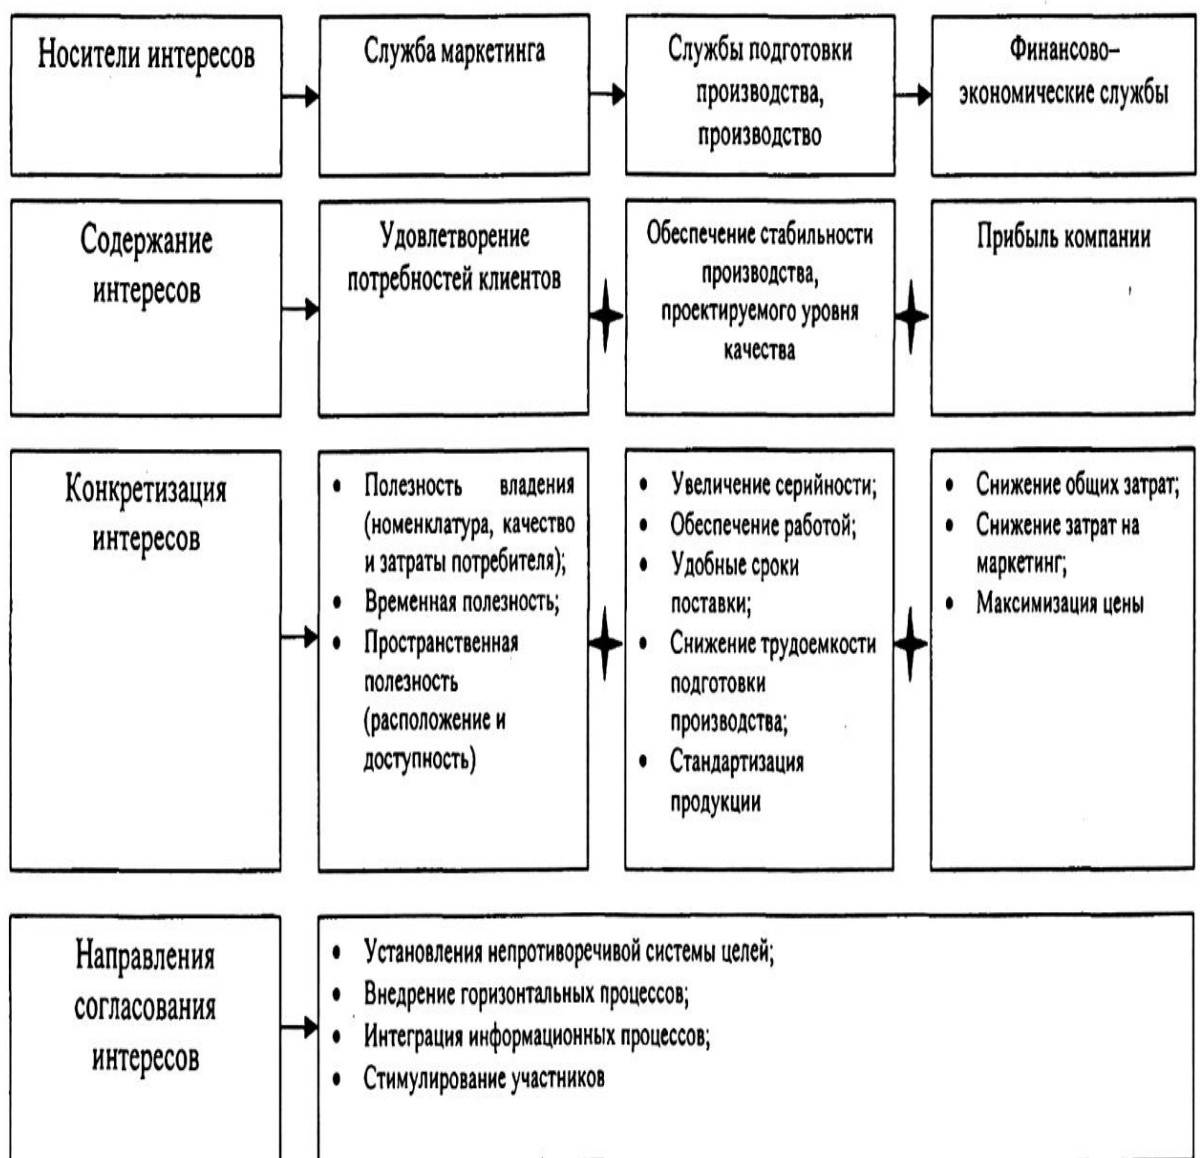 Носители интересов
Служба маркетинга
Службы подготовки
производства,
производство
Финансово–
экономические службы
Содержание
интересов
Удовлетворение
потребностей клиентов
Обеспечение стабильности
производства,
проектируемого уровня
качества
Прибыль компании
Конкретизация
интересов
• Полезность владения
(номенклатура, качество
и затраты потребителя);
• Временная полезность;
• Пространственная
полезность
(расположение и
доступность)
• Увеличение серийности;
• Обеспечение работой;
• Удобные сроки
поставки;
• Снижение трудоемкости
подготовки
производства;
• Стандартизация
продукции
• Снижение общих затрат;
• Снижение затрат на
маркетинг;
• Максимизация цены
Направления
согласования
интересов
• Установления непротиворечивой системы целей;
• Внедрение горизонтальных процессов;
• Интеграция информационных процессов;
• Стимулирование участников